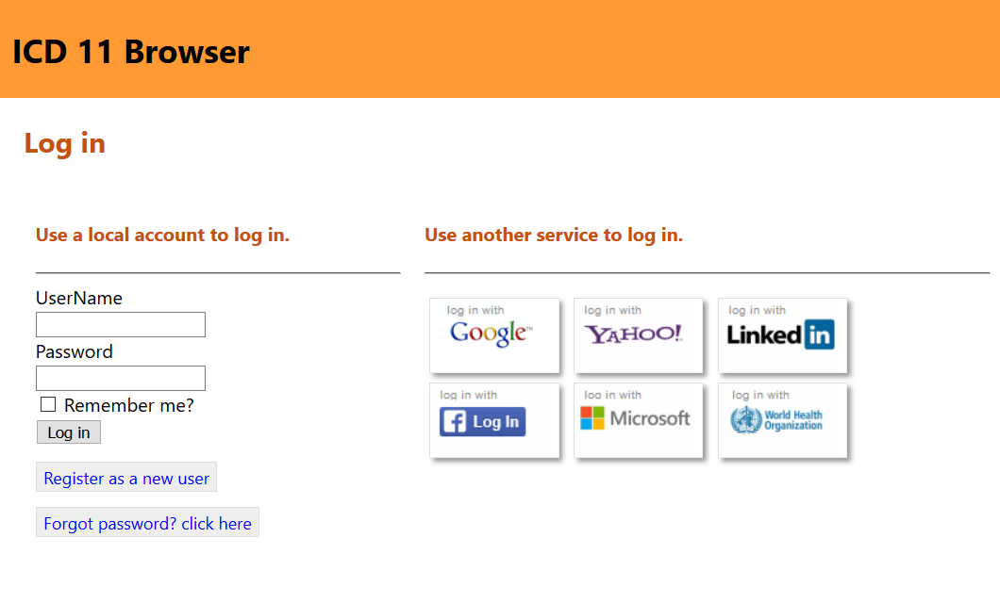 ICD 11 Browser
Log in
Use a local account to log in.
UserName
Password
Remember me?
Log in
Register as a new user
Forgot password? click here
Use another service to log in.
log in with
Google™
log in with
YAHOO!
log in with
Linked in
log in with
f Log In
log in with
Microsoft
log in with
World Health
Organization